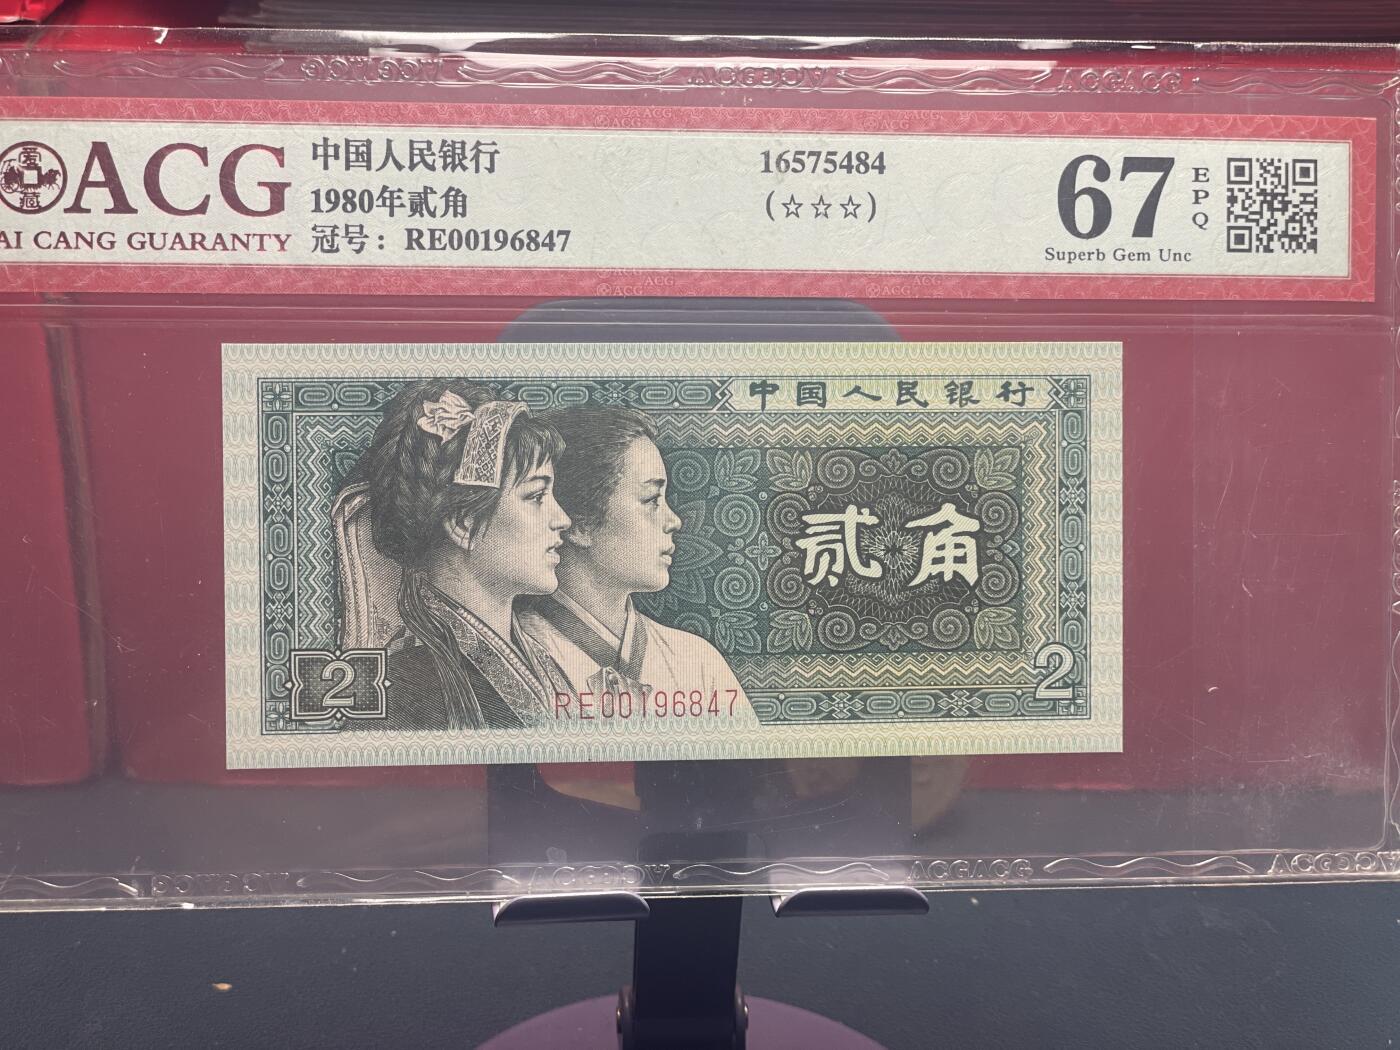 ACG
AI CANG GUARANTY
中国人民银行
1980年贰角
冠号：RE00196847
16575484
(☆☆☆)
67
EPQ
Superb Gem Unc
中国人民银行
贰角
2
2
RE00196847
ACGACG